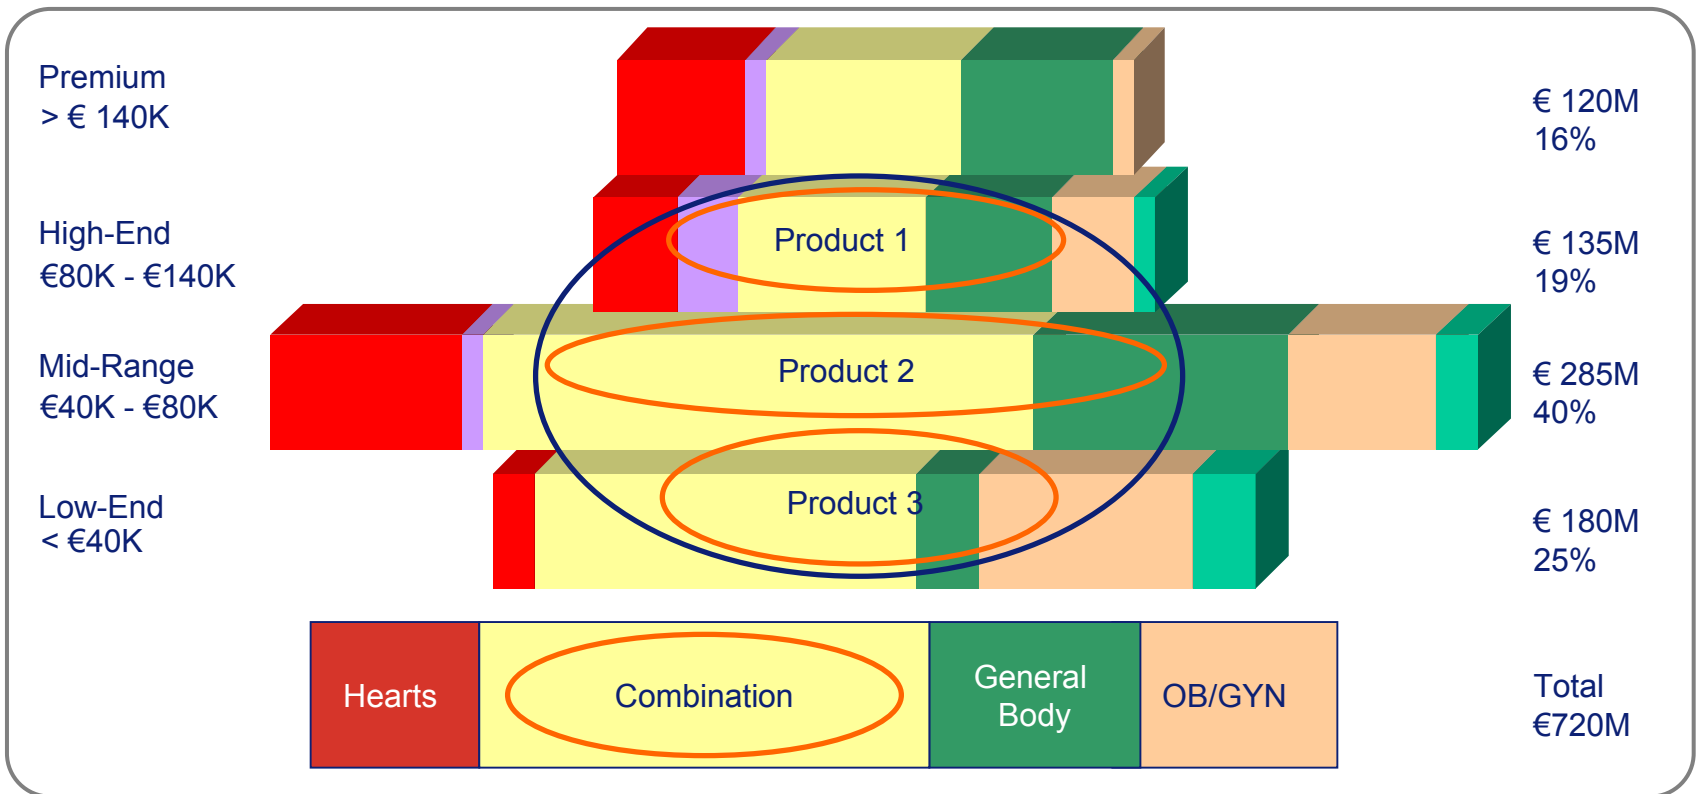 Premium
> € 140K
€ 120M
16%
High-End
€80K - €140K
Product 1
€ 135M
19%
Mid-Range
€40K - €80K
Product 2
€ 285M
40%
Low-End
< €40K
Product 3
€ 180M
25%
Hearts
Combination
General
Body
OB/GYN
Total
€720M